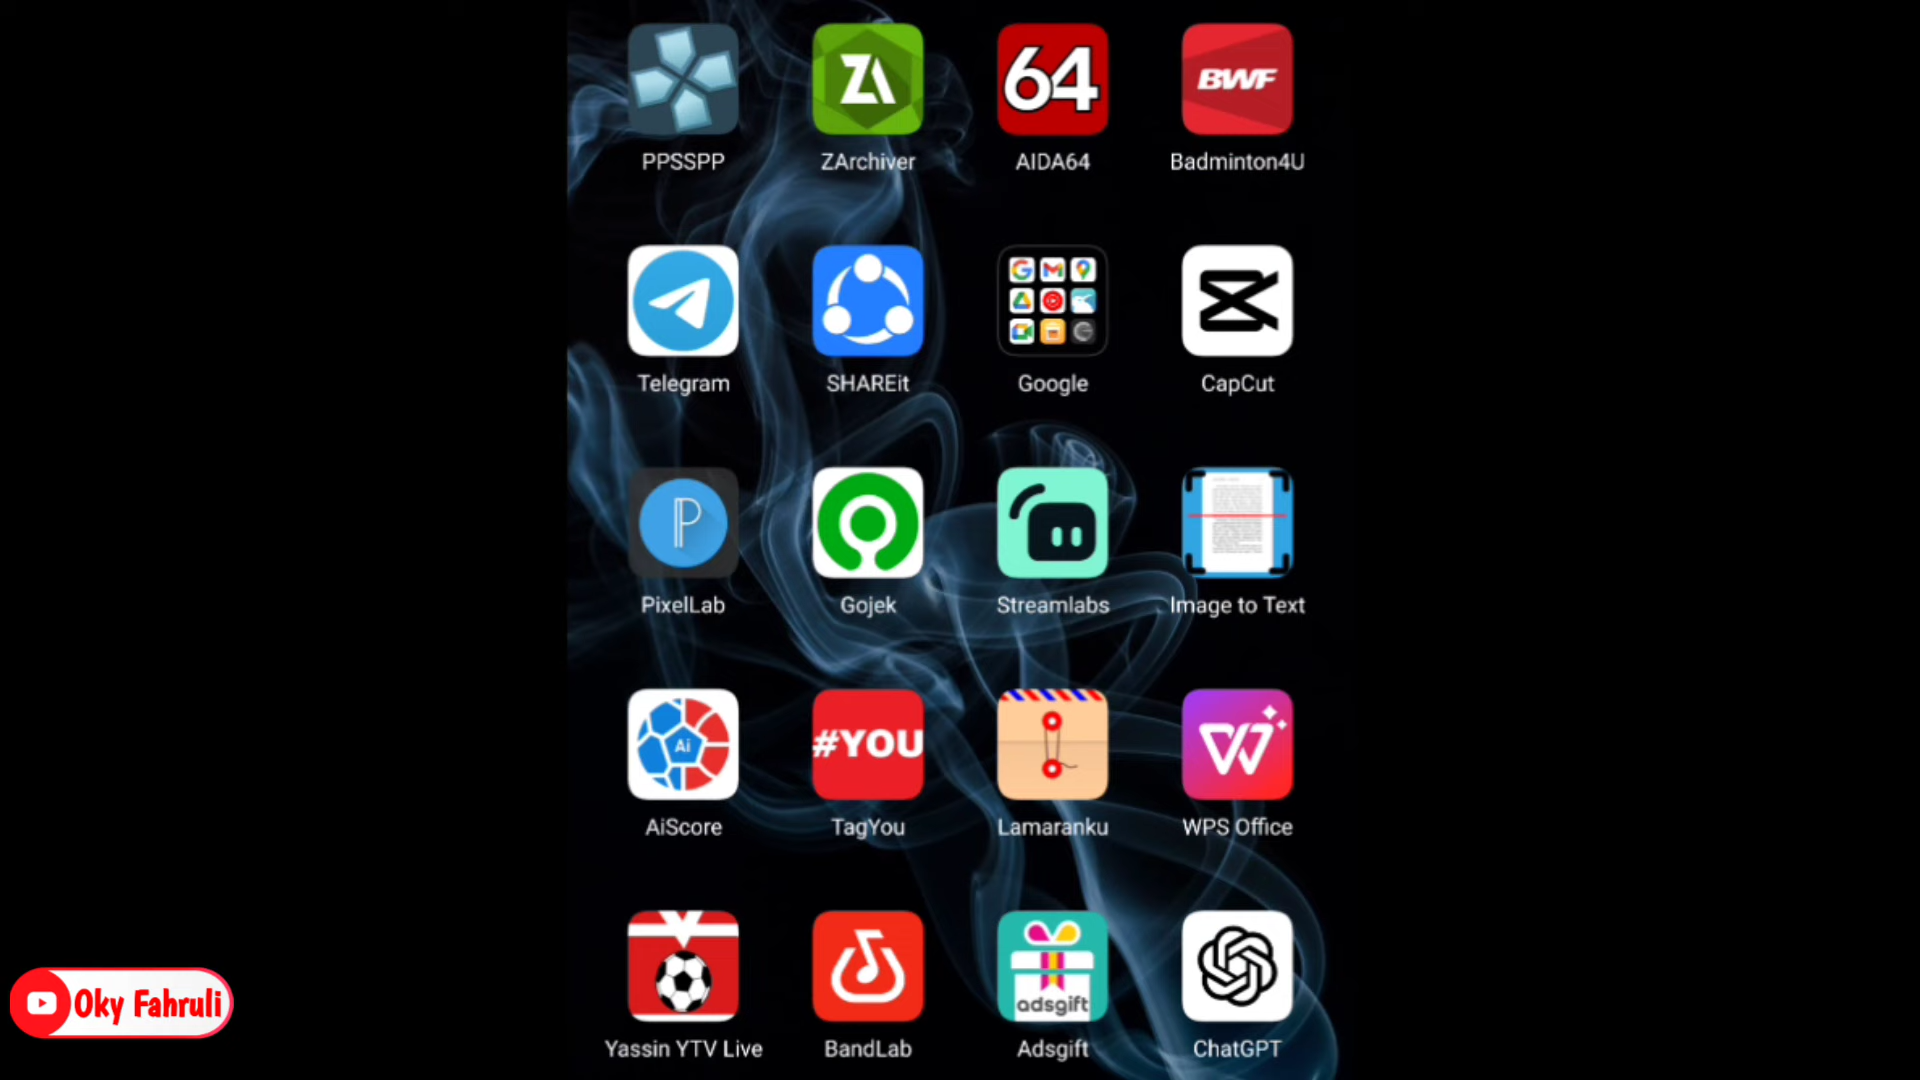 ZA
64
BWF
PPSSPP
ZArchiver
AIDA64
Badminton4U
Telegram
SHAREit
Google
CapCut
P
PixelLab
Gojek
Streamlabs
Image to Text
Ai
#YOU
W
AiScore
TagYou
Lamaranku
WPS Office
adsgift
Oky Fahruli
Yassin YTV Live
BandLab
Adsgift
ChatGPT